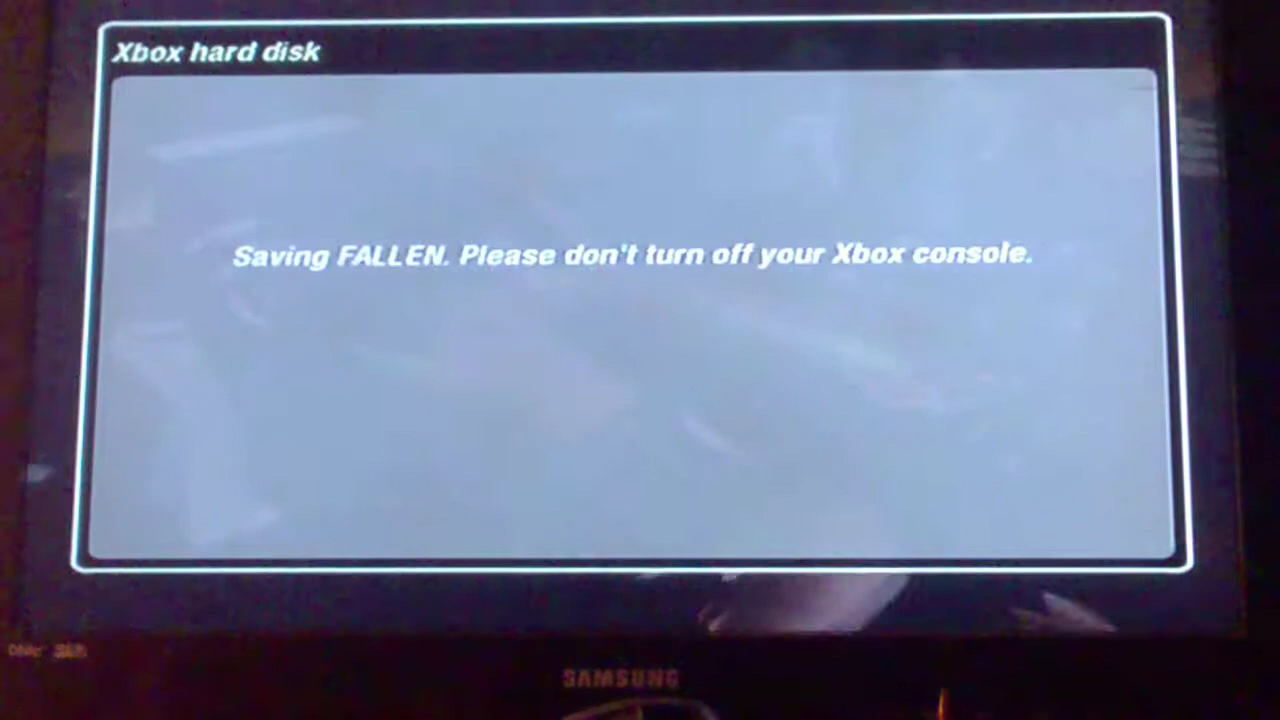 Xbox hard disk
Saving FALLEN. Please don't turn off your Xbox console.
SAMSUNG